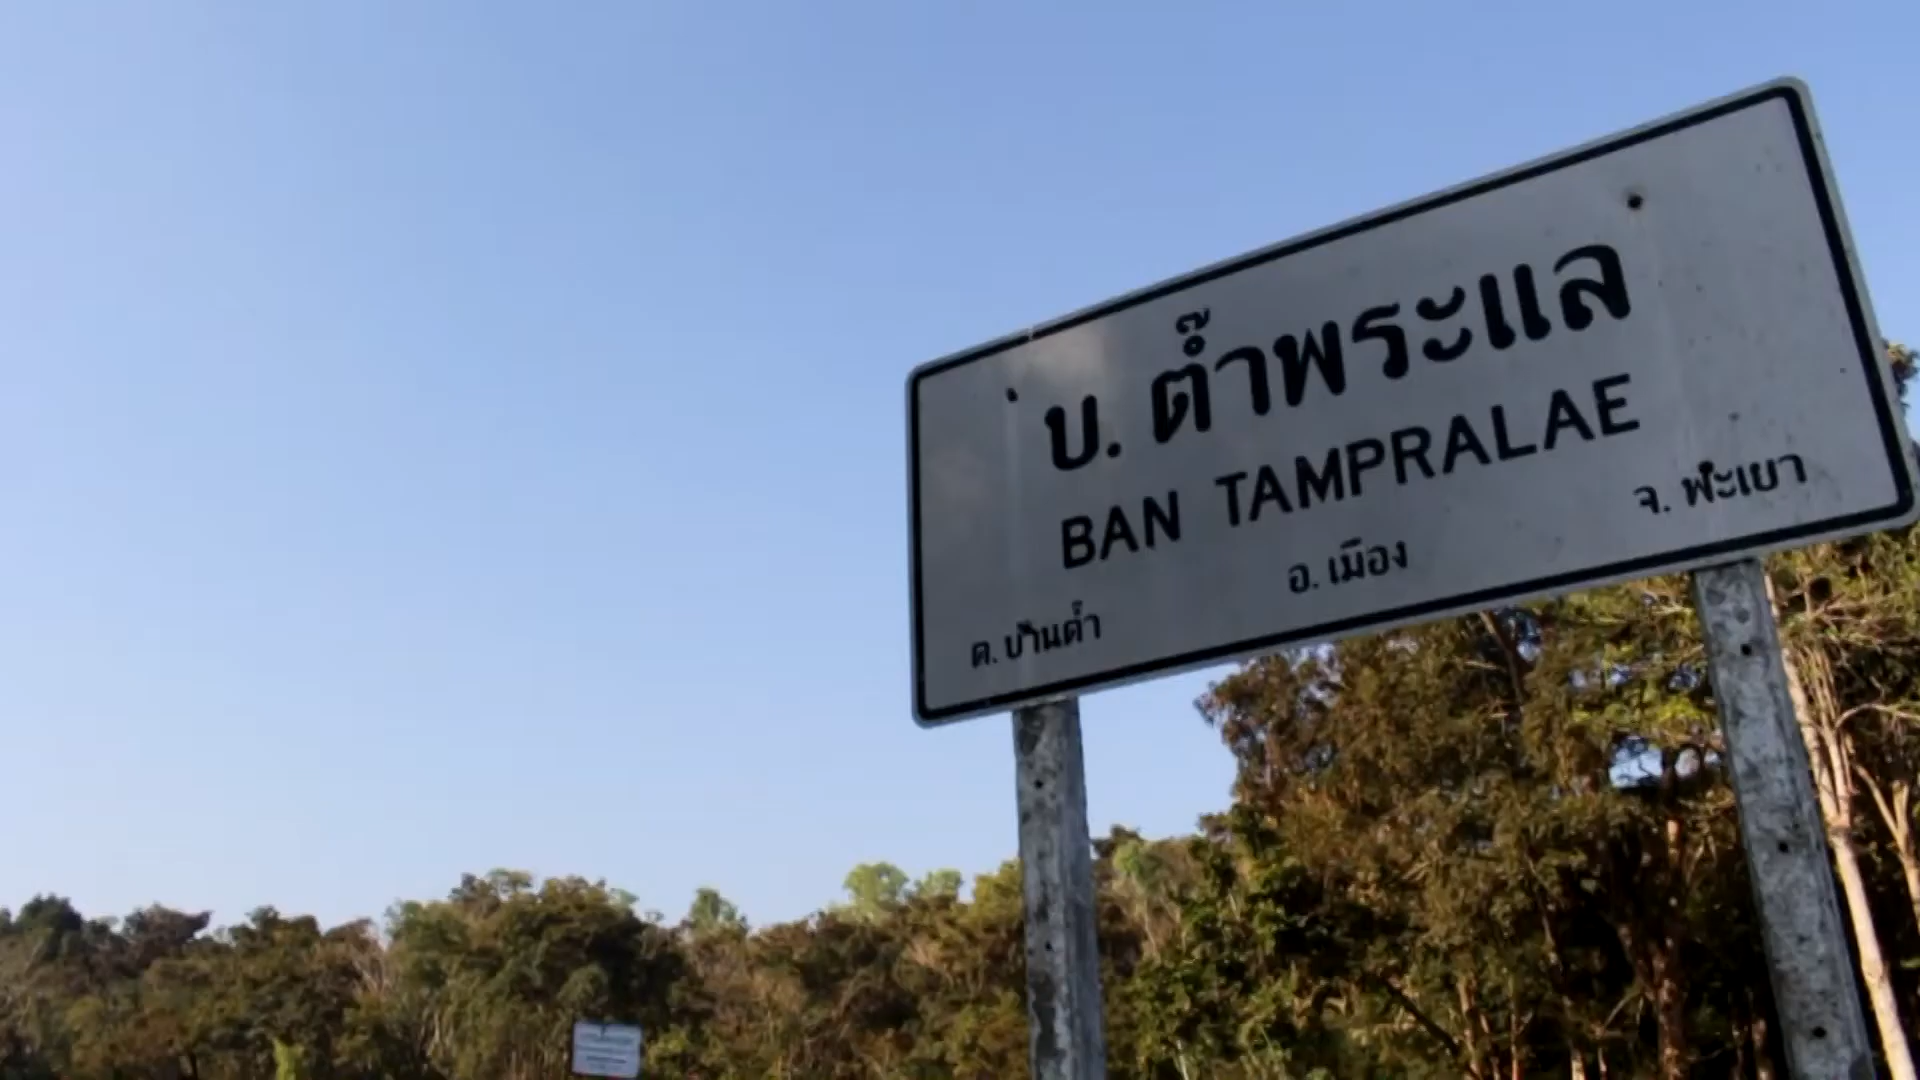 บ. ต๊ำพระแล
BAN TAMPRALAE
ต. บ้านต๊ำ อ. เมือง จ. พะเยา